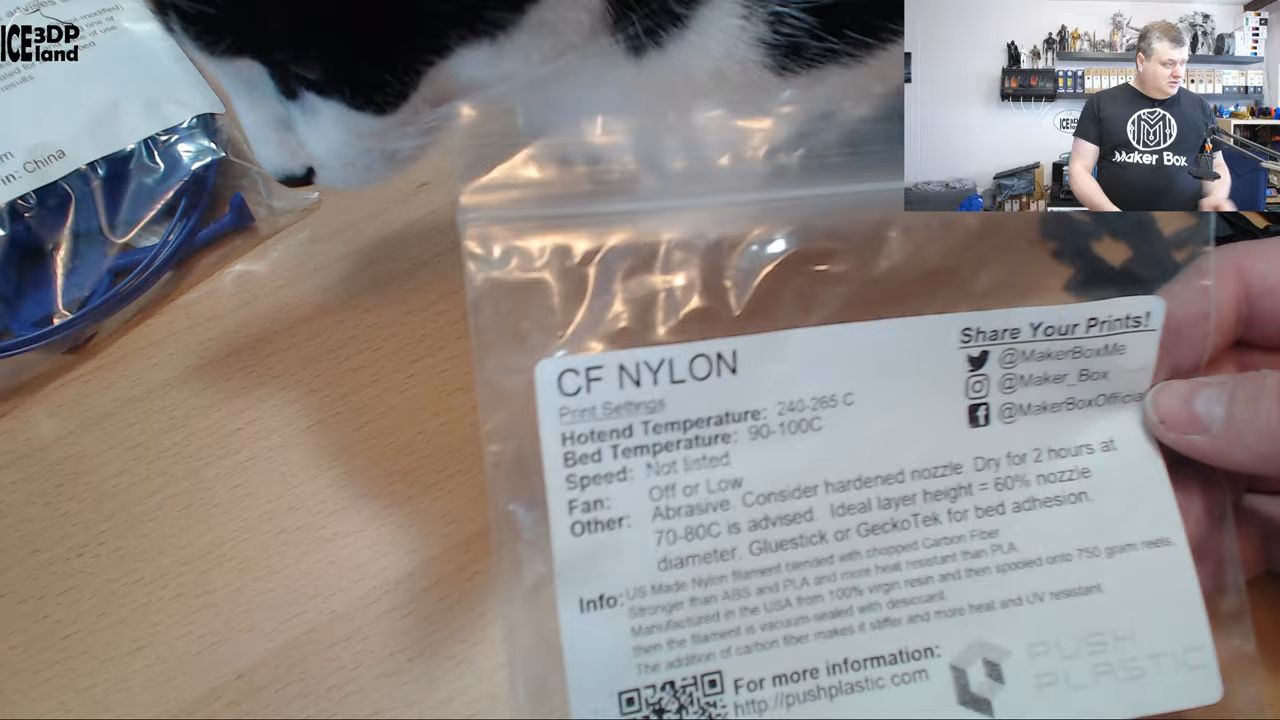 ICE 3DP
land
in: China
Maker Box
CF NYLON
Print Settings
Hotend Temperature: 240-265 C
Bed Temperature: 90-100C
Speed: Not listed
Fan: Off or Low
Other: Abrasive. Consider hardened nozzle. Dry for 2 hours at
70-80C is advised. Ideal layer height = 60% nozzle
diameter. Gluestick or GeckoTek for bed adhesion.
Info: US Made Nylon filament blended with chopped Carbon Fiber
Stronger than ABS and PLA and more heat resistant than PLA
Manufactured in the USA from 100% virgin resin and then spooled onto 750 gram reels,
then the filament is vacuum sealed with desiccant.
The addition of carbon fiber makes it stiffer and more heat and UV resistant
For more information:
http://pushplastic.com
PUSH
PLASTIC
Share Your Prints!
@MakerBoxMe
@Maker_Box
@MakerBoxOfficia